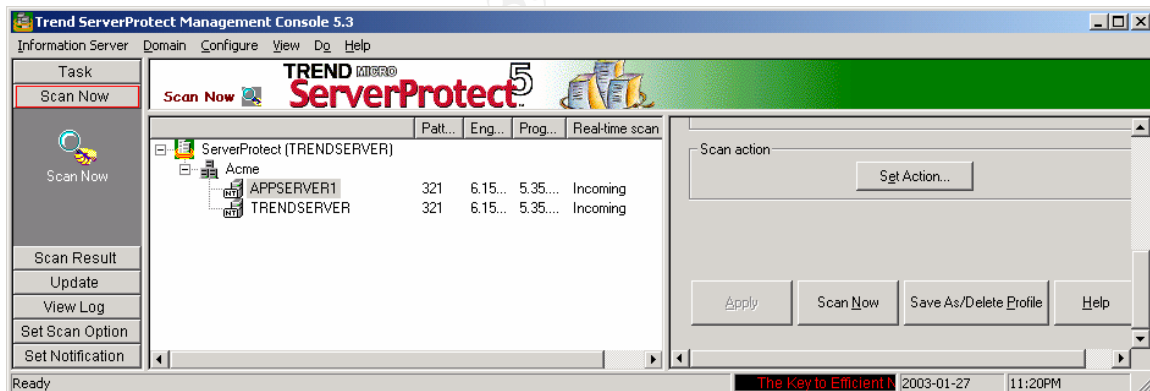 Trend ServerProtect Management Console 5.3
Information Server Domain Configure View Do Help
Task
Scan Now
Scan Now
TREND MICRO
ServerProtect 5
Patt... Eng... Prog... Real-time scan
ServerProtect (TRENDSERVER)
Acme
NT APPSERVER1 321 6.15... 5.35.... Incoming
NT TRENDSERVER 321 6.15... 5.35.... Incoming
Scan action
Set Action...
Apply Scan Now Save As/Delete Profile Help
Scan Now
Scan Result
Update
View Log
Set Scan Option
Set Notification
Ready The Key to Efficient N 2003-01-27 11:20PM